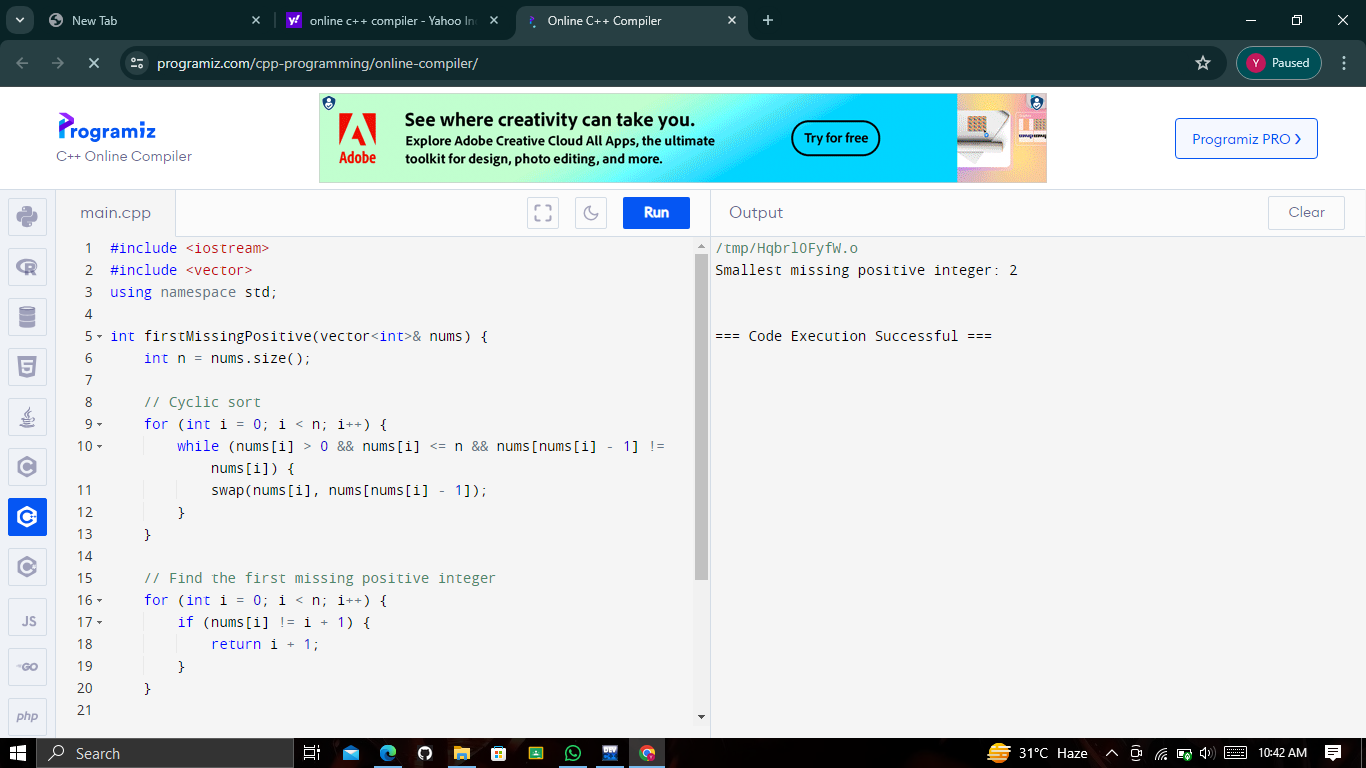 New Tab
online c++ compiler - Yahoo In
Online C++ Compiler
programiz.com/cpp-programming/online-compiler/
Y Paused
Programiz
C++ Online Compiler
Adobe
See where creativity can take you.
Explore Adobe Creative Cloud All Apps, the ultimate
toolkit for design, photo editing, and more.
Try for free
Programiz PRO ›
main.cpp
Run
Output
Clear
1 #include <iostream>
2 #include <vector>
3 using namespace std;
4
5 int firstMissingPositive(vector<int>& nums) {
6     int n = nums.size();
7
8     // Cyclic sort
9     for (int i = 0; i < n; i++) {
10         while (nums[i] > 0 && nums[i] <= n && nums[nums[i] - 1] !=
            nums[i]) {
11             swap(nums[i], nums[nums[i] - 1]);
12         }
13     }
14
15     // Find the first missing positive integer
16     for (int i = 0; i < n; i++) {
17         if (nums[i] != i + 1) {
18             return i + 1;
19         }
20     }
21
/tmp/HqbrlOFyfW.o
Smallest missing positive integer: 2
=== Code Execution Successful ===
JS
GO
php
Search
DEV
31°C Haze
10:42 AM